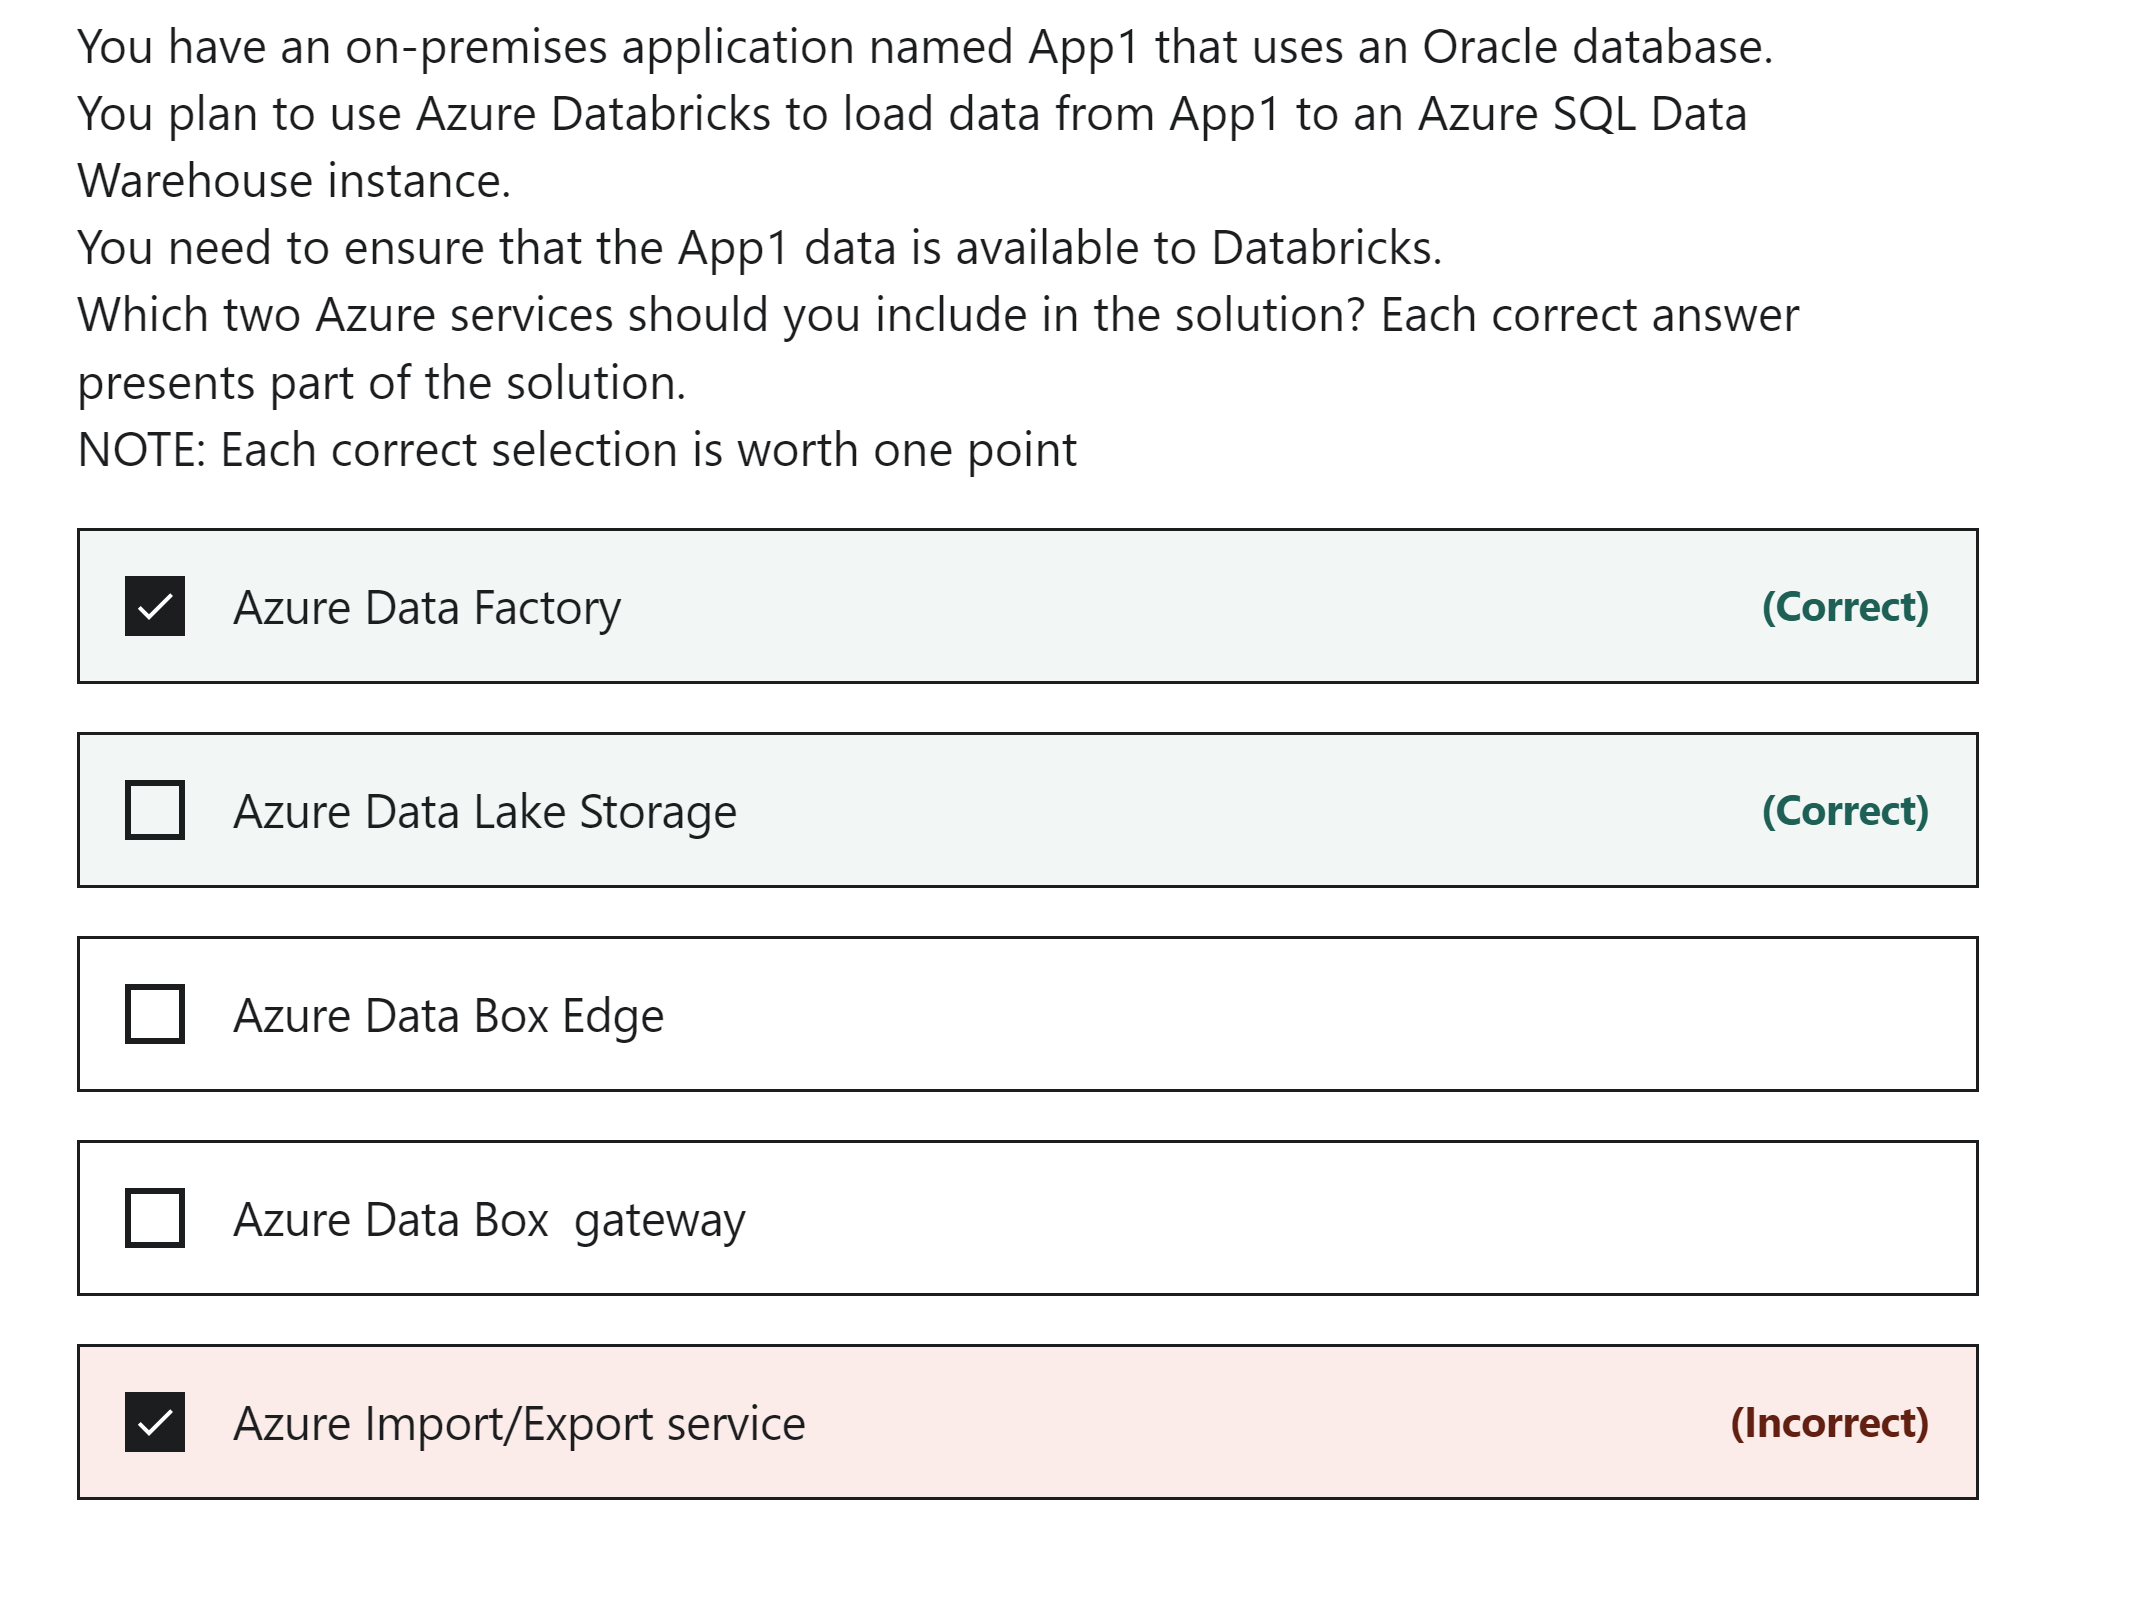 You have an on-premises application named App1 that uses an Oracle database.
You plan to use Azure Databricks to load data from App1 to an Azure SQL Data
Warehouse instance.
You need to ensure that the App1 data is available to Databricks.
Which two Azure services should you include in the solution? Each correct answer
presents part of the solution.
NOTE: Each correct selection is worth one point
Azure Data Factory (Correct)
Azure Data Lake Storage (Correct)
Azure Data Box Edge
Azure Data Box  gateway
Azure Import/Export service (Incorrect)